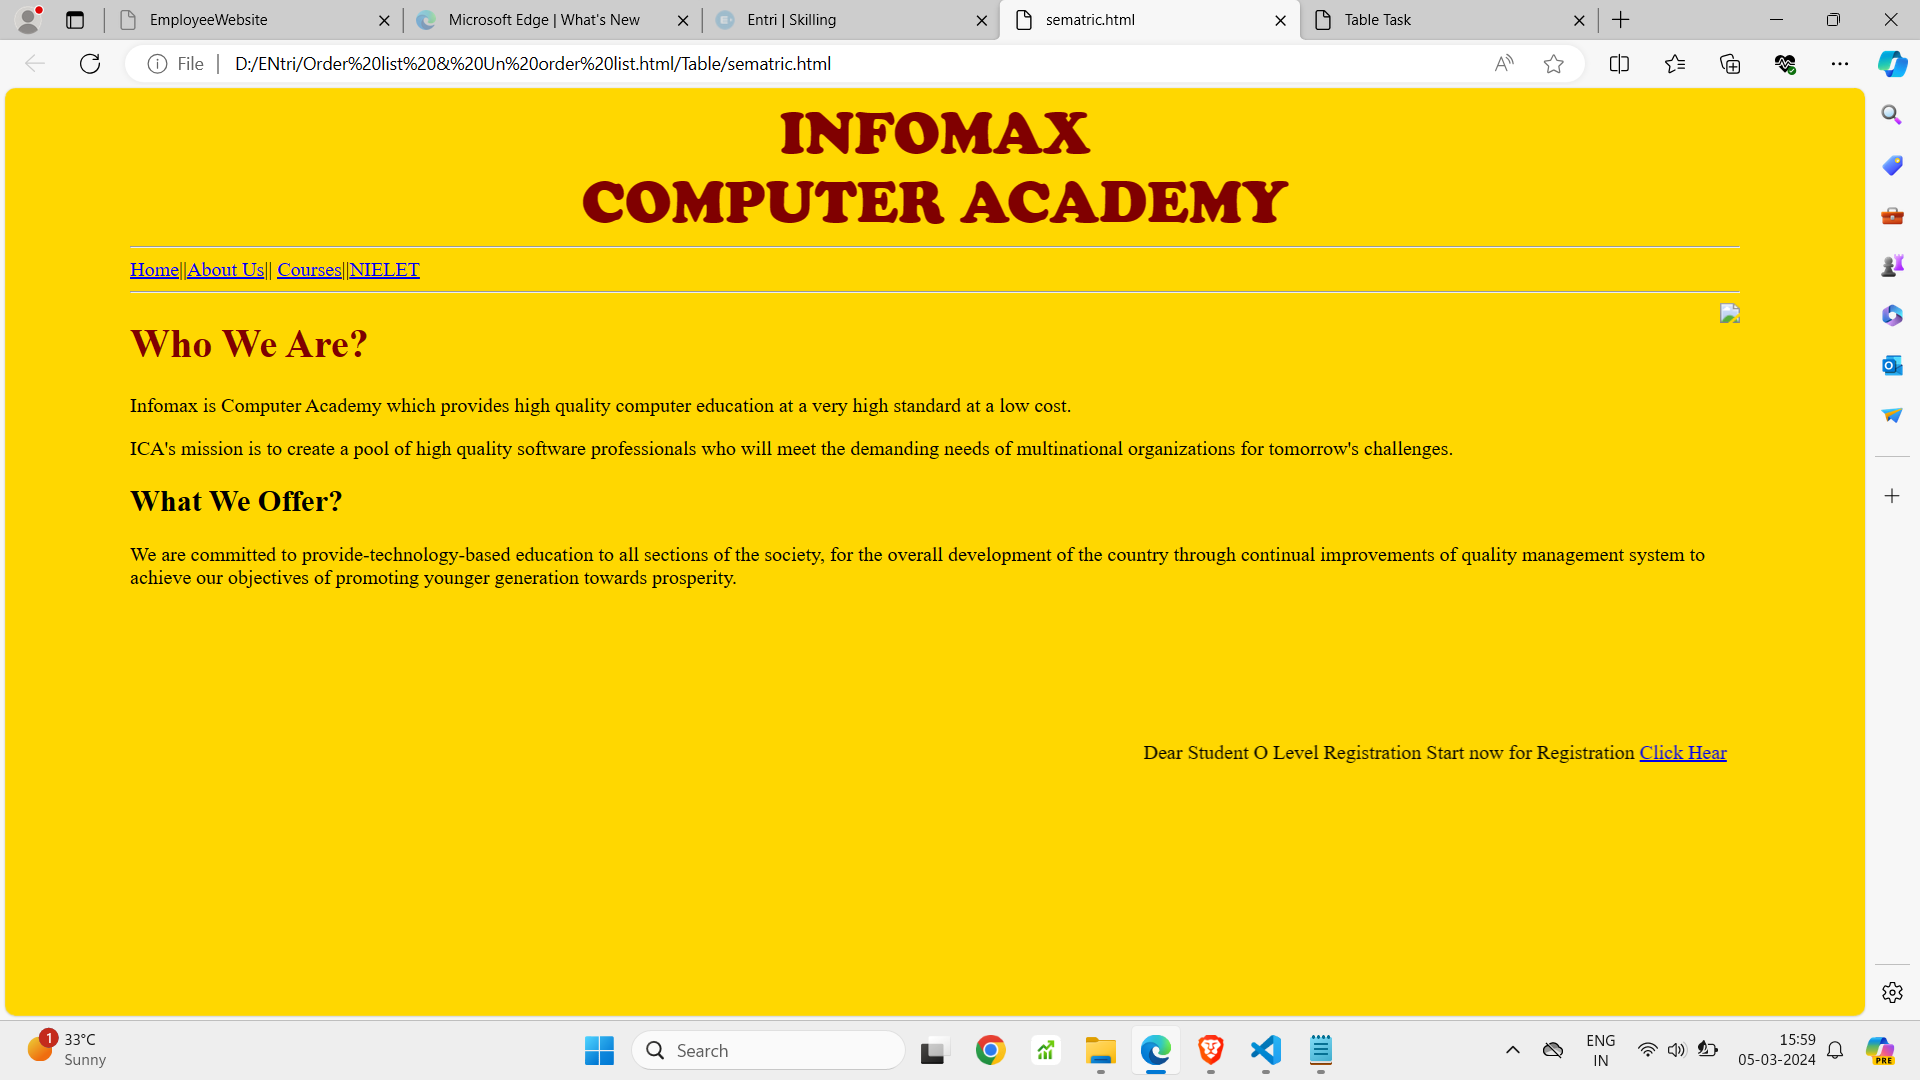 EmployeeWebsite
Microsoft Edge | What's New
Entri | Skilling
sematric.html
Table Task
File
D:/ENtri/Order%20list%20&%20Un%20order%20list.html/Table/sematric.html
INFOMAX
COMPUTER ACADEMY
Home||About Us|| Courses||NIELET
Who We Are?
Infomax is Computer Academy which provides high quality computer education at a very high standard at a low cost.
ICA's mission is to create a pool of high quality software professionals who will meet the demanding needs of multinational organizations for tomorrow's challenges.
What We Offer?
We are committed to provide-technology-based education to all sections of the society, for the overall development of the country through continual improvements of quality management system to
achieve our objectives of promoting younger generation towards prosperity.
Dear Student O Level Registration Start now for Registration Click Hear
1
33°C
Sunny
Search
ENG
IN
15:59
05-03-2024
PRE